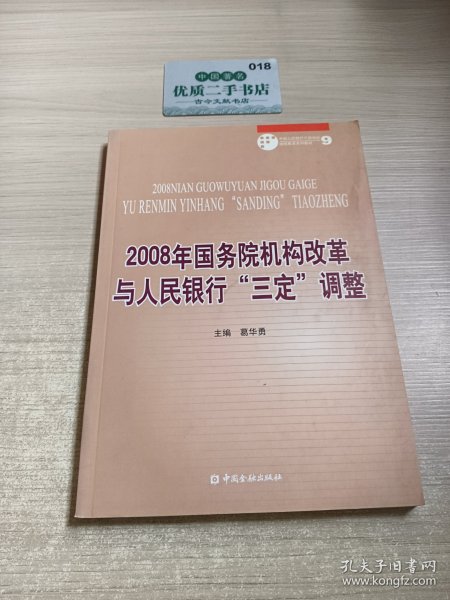 018
中国著名
优质二手书店
古今文献书店
9
2008NIAN GUOWUYUAN JIGOU GAIGE
YU RENMIN YINHANG “SANDING” TIAOZHENG
2008年国务院机构改革
与人民银行“三定”调整
主编 葛华勇
中国金融出版社
孔夫子旧书网
www.kongfz.com